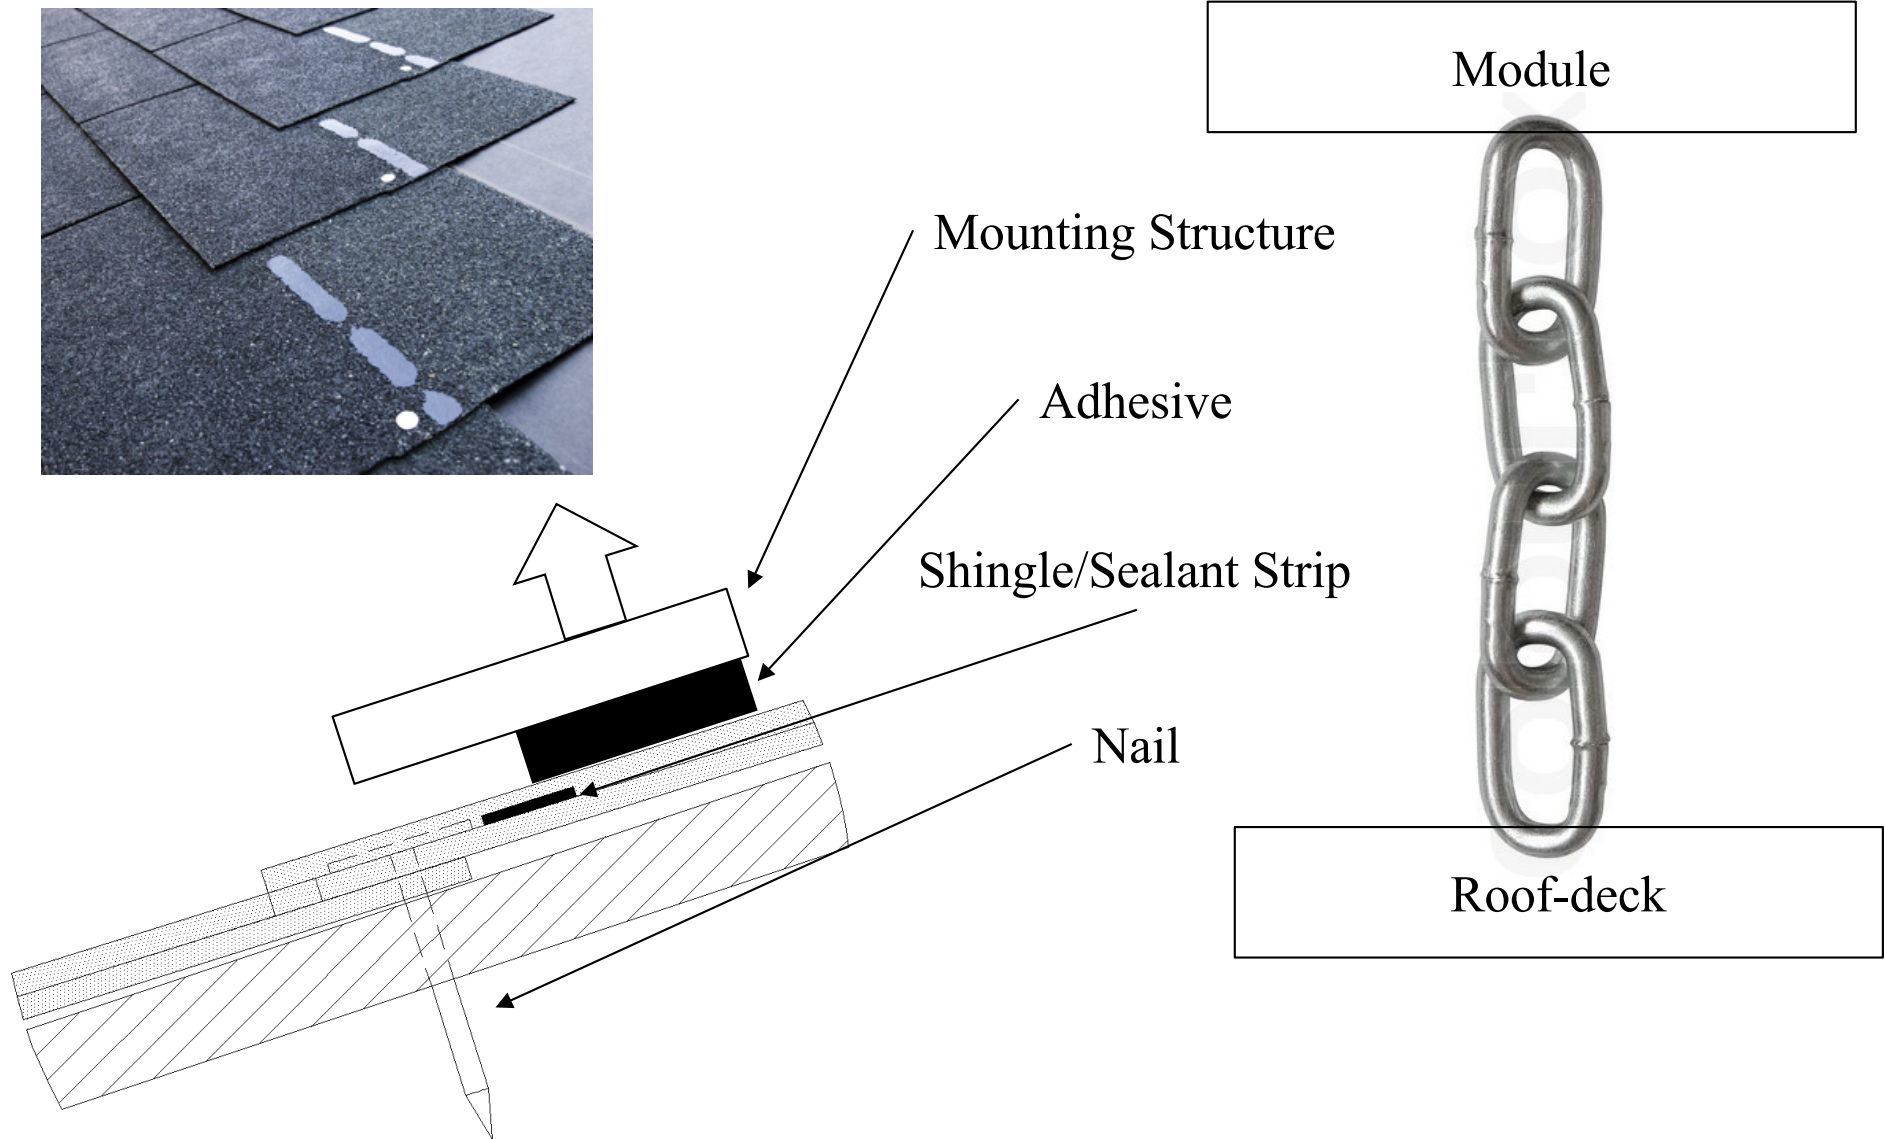 Module
Mounting Structure
Adhesive
Shingle/Sealant Strip
Nail
Roof-deck